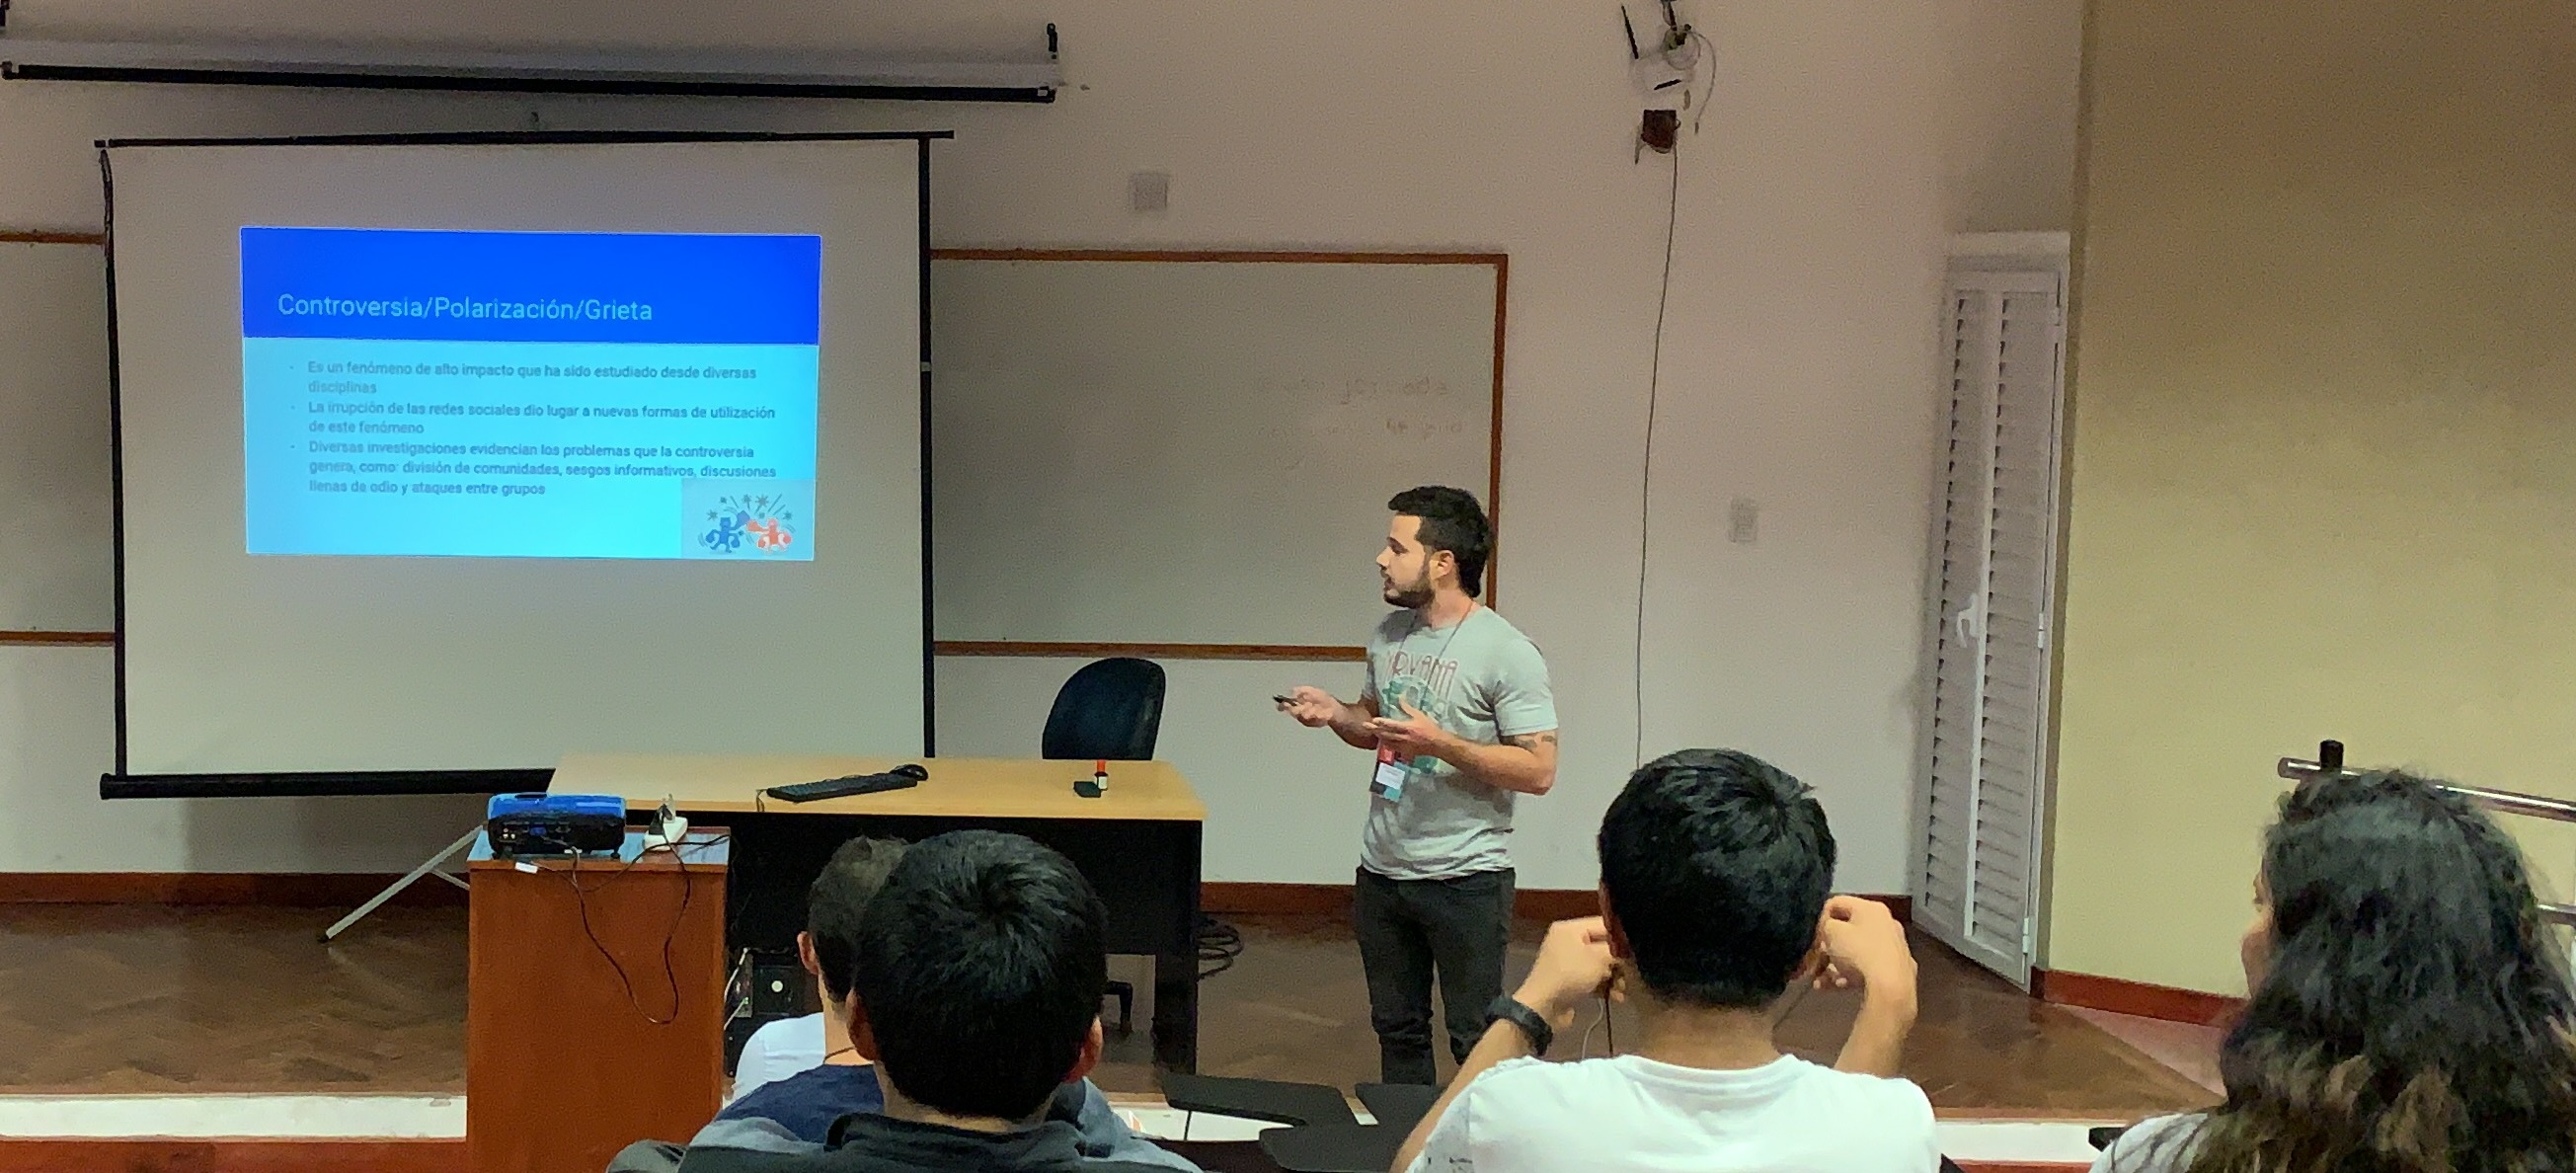 Controversia/Polarización/Grieta
- Es un fenómeno de alto impacto que ha sido estudiado desde diversas
disciplinas
- La irrupción de las redes sociales dio lugar a nuevas formas de utilización
de este fenómeno
- Diversas investigaciones evidencian los problemas que la controversia
genera, como: división de comunidades, sesgos informativos, discusiones
llenas de odio y ataques entre grupos
NIRVANA